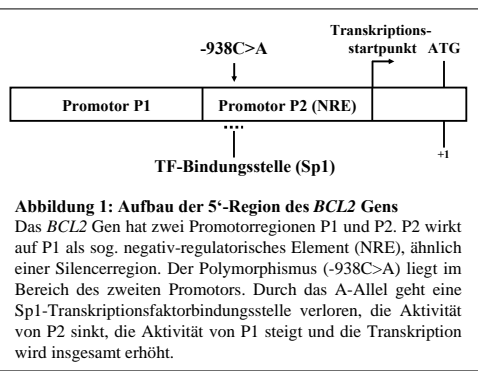 Transkriptions-
startpunkt ATG
-938C>A
Promotor P1 Promotor P2 (NRE)
+1
TF-Bindungsstelle (Sp1)
Abbildung 1: Aufbau der 5‘-Region des BCL2 Gens
Das BCL2 Gen hat zwei Promotorregionen P1 und P2. P2 wirkt
auf P1 als sog. negativ-regulatorisches Element (NRE), ähnlich
einer Silencerregion. Der Polymorphismus (-938C>A) liegt im
Bereich des zweiten Promotors. Durch das A-Allel geht eine
Sp1-Transkriptionsfaktorbindungsstelle verloren, die Aktivität
von P2 sinkt, die Aktivität von P1 steigt und die Transkription
wird insgesamt erhöht.